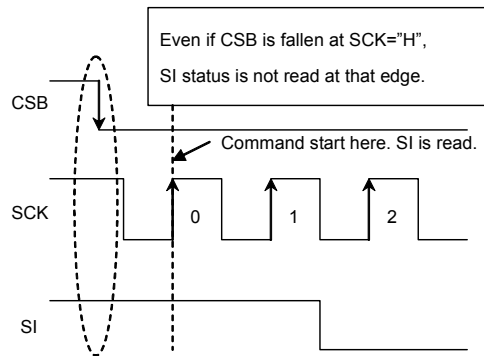 Even if CSB is fallen at SCK=”H”,
SI status is not read at that edge.
CSB
Command start here. SI is read.
SCK
0
1
2
SI